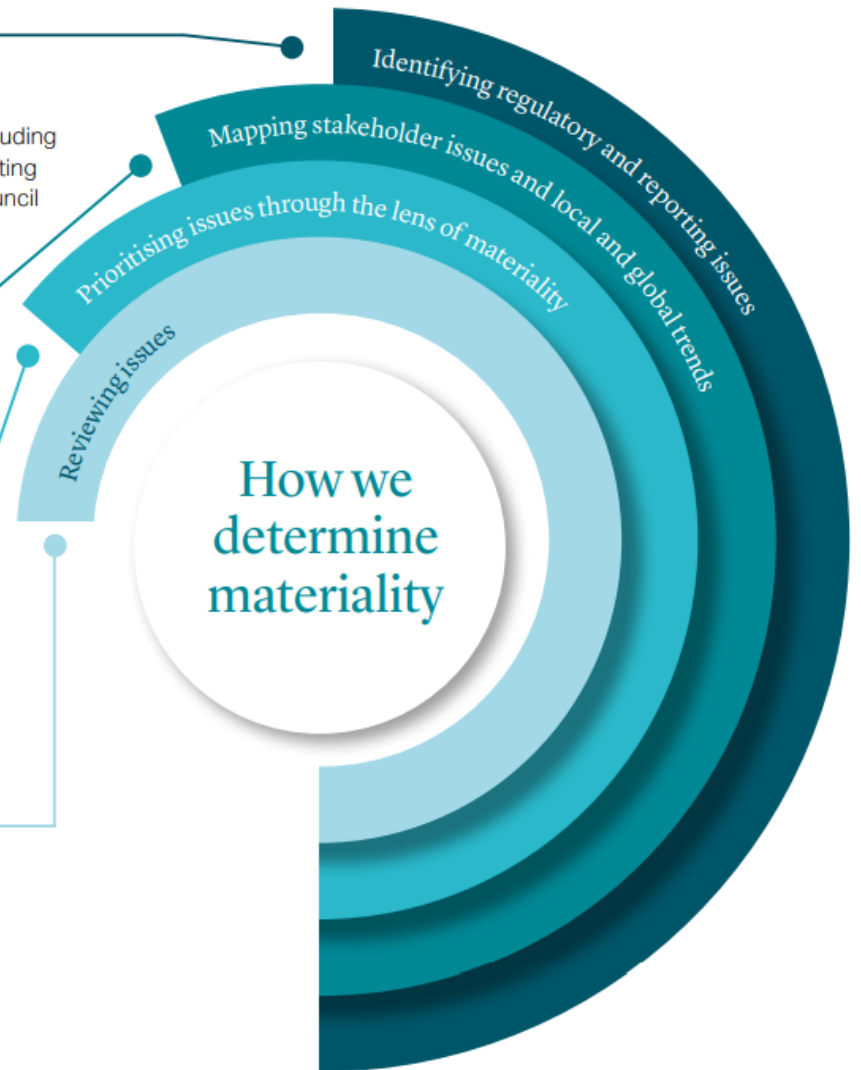 Identifying regulatory and reporting issues
Mapping stakeholder issues and local and global trends
Prioritising issues through the lens of materiality
Reviewing issues
How we
determine
materiality